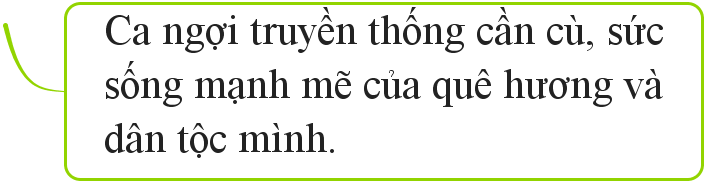 Ca ngợi truyền thống cần cù, sức
sống mạnh mẽ của quê hương và
dân tộc mình.